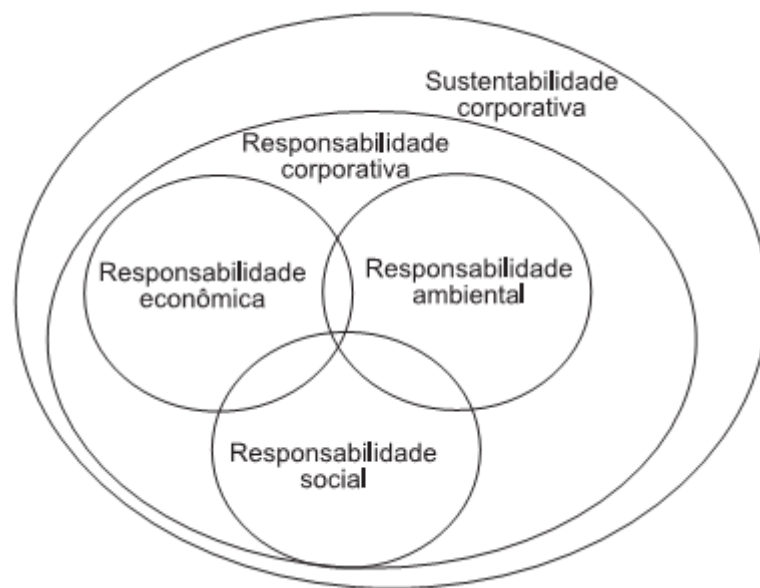 Sustentabilidade
corporativa
Responsabilidade
corporativa
Responsabilidade
econômica
Responsabilidade
ambiental
Responsabilidade
social